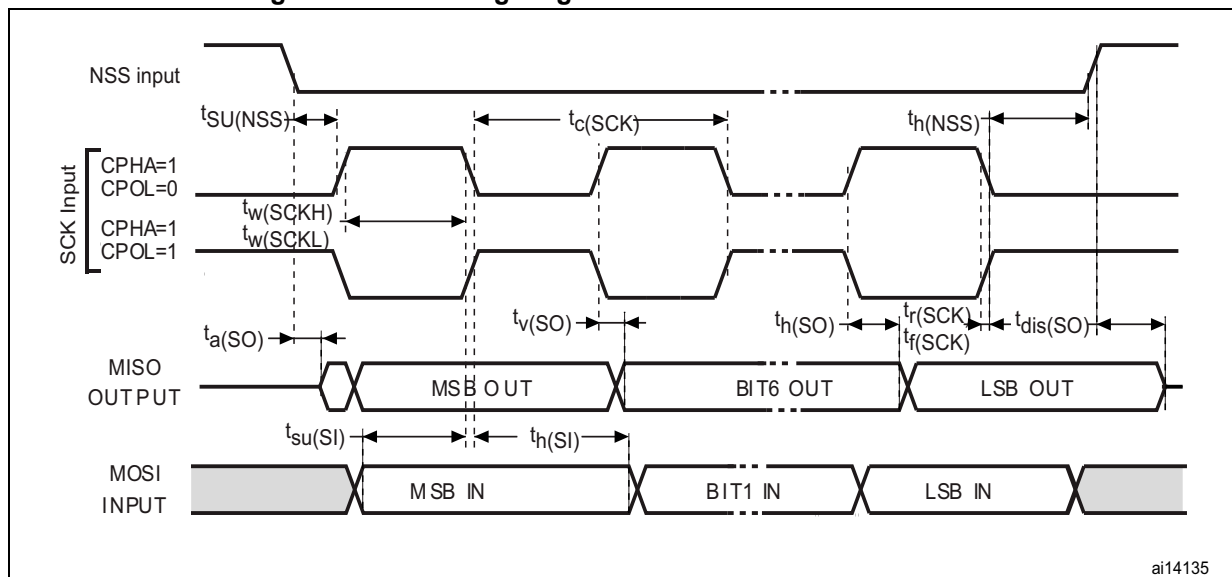 NSS input
tSU(NSS)
tc(SCK)
th(NSS)
SCK Input
CPHA=1
CPOL=0
tw(SCKH)
CPHA=1
tw(SCKL)
CPOL=1
ta(SO)
tv(SO)
th(SO)
tr(SCK)
tf(SCK)
tdis(SO)
MISO
OUTPUT
MSB OUT
BIT6 OUT
LSB OUT
tsu(SI)
th(SI)
MOSI
INPUT
MSB IN
BIT1 IN
LSB IN
ai14135